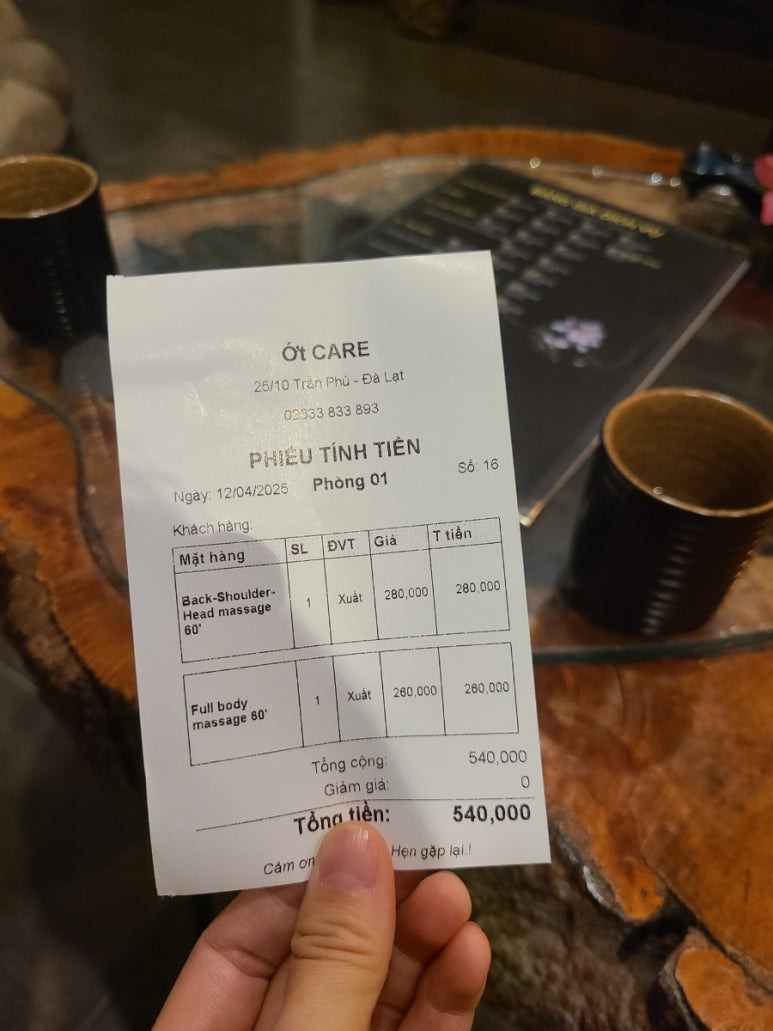 Ớt CARE
25/10 Trần Phú - Đà Lạt
02633 833 893
PHIẾU TÍNH TIỀN
Ngày: 12/04/2025 Phòng 01 Số: 16
Khách hàng:
Mặt hàng SL ĐVT Giá T tiền
Back-Shoulder-
Head massage 1 Xuất 280,000 280,000
60'
Full body 1 Xuất 260,000 260,000
massage 60'
Tổng cộng: 540,000
Giảm giá: 0
Tổng tiền: 540,000
Cảm ơn Hẹn gặp lại.!